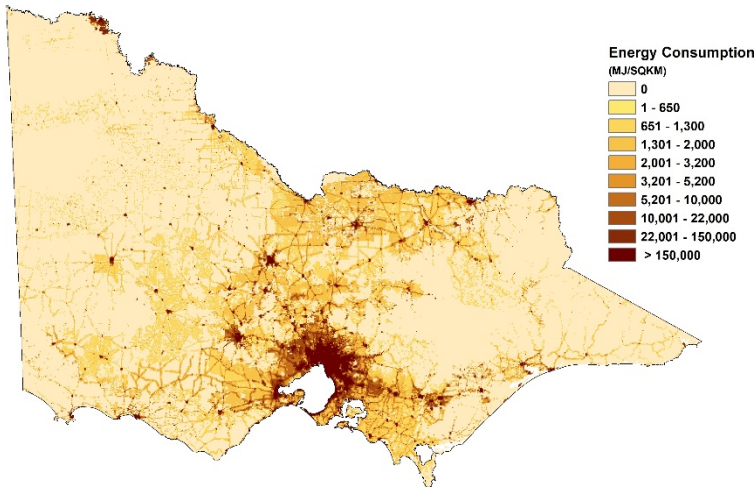 Energy Consumption
(MJ/SQKM)
0
1 - 650
651 - 1,300
1,301 - 2,000
2,001 - 3,200
3,201 - 5,200
5,201 - 10,000
10,001 - 22,000
22,001 - 150,000
> 150,000